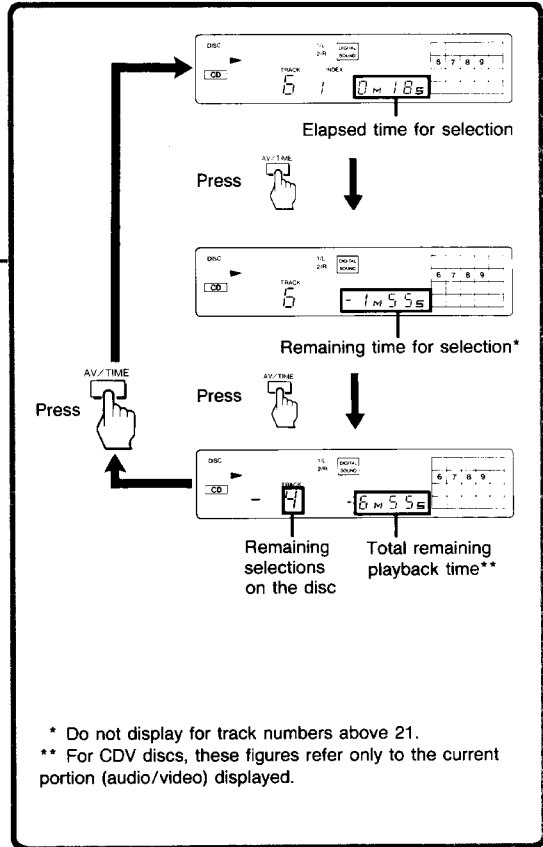 DISC
1/L
2/R
DIGITAL SOUND
6 7 8 9
CD
TRACK INDEX
6 1 0M 18s
Elapsed time for selection
AV/TIME
Press
DISC
1/L
2/R
DIGITAL SOUND
6 7 8 9
CD
TRACK
6 -1M55s
Remaining time for selection*
AV/TIME
Press
AV/TIME
Press
DISC
1/L
2/R
DIGITAL SOUND
6 7 8 9
CD
TRACK
- 4 -6M55s
Remaining selections on the disc
Total remaining playback time**
* Do not display for track numbers above 21.
** For CDV discs, these figures refer only to the current
portion (audio/video) displayed.